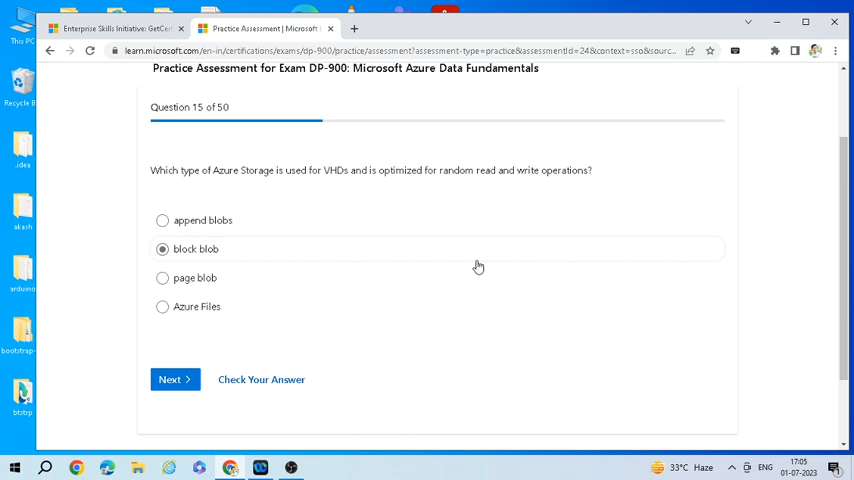 This PC
Enterprise Skills Initiative: GetCert
Practice Assessment | Microsoft
learn.microsoft.com/en-in/certifications/exams/dp-900/practice/assessment?assessment-type=practice&assessmentId=24&context=sso&sourc...
Practice Assessment for Exam DP-900: Microsoft Azure Data Fundamentals
Recycle B
Question 15 of 50
.idea
Which type of Azure Storage is used for VHDs and is optimized for random read and write operations?
append blobs
akash
block blob
page blob
Azure Files
arduino
bootstrap-
Next
Check Your Answer
btstrp
33°C Haze
ENG
17:05
01-07-2023
1